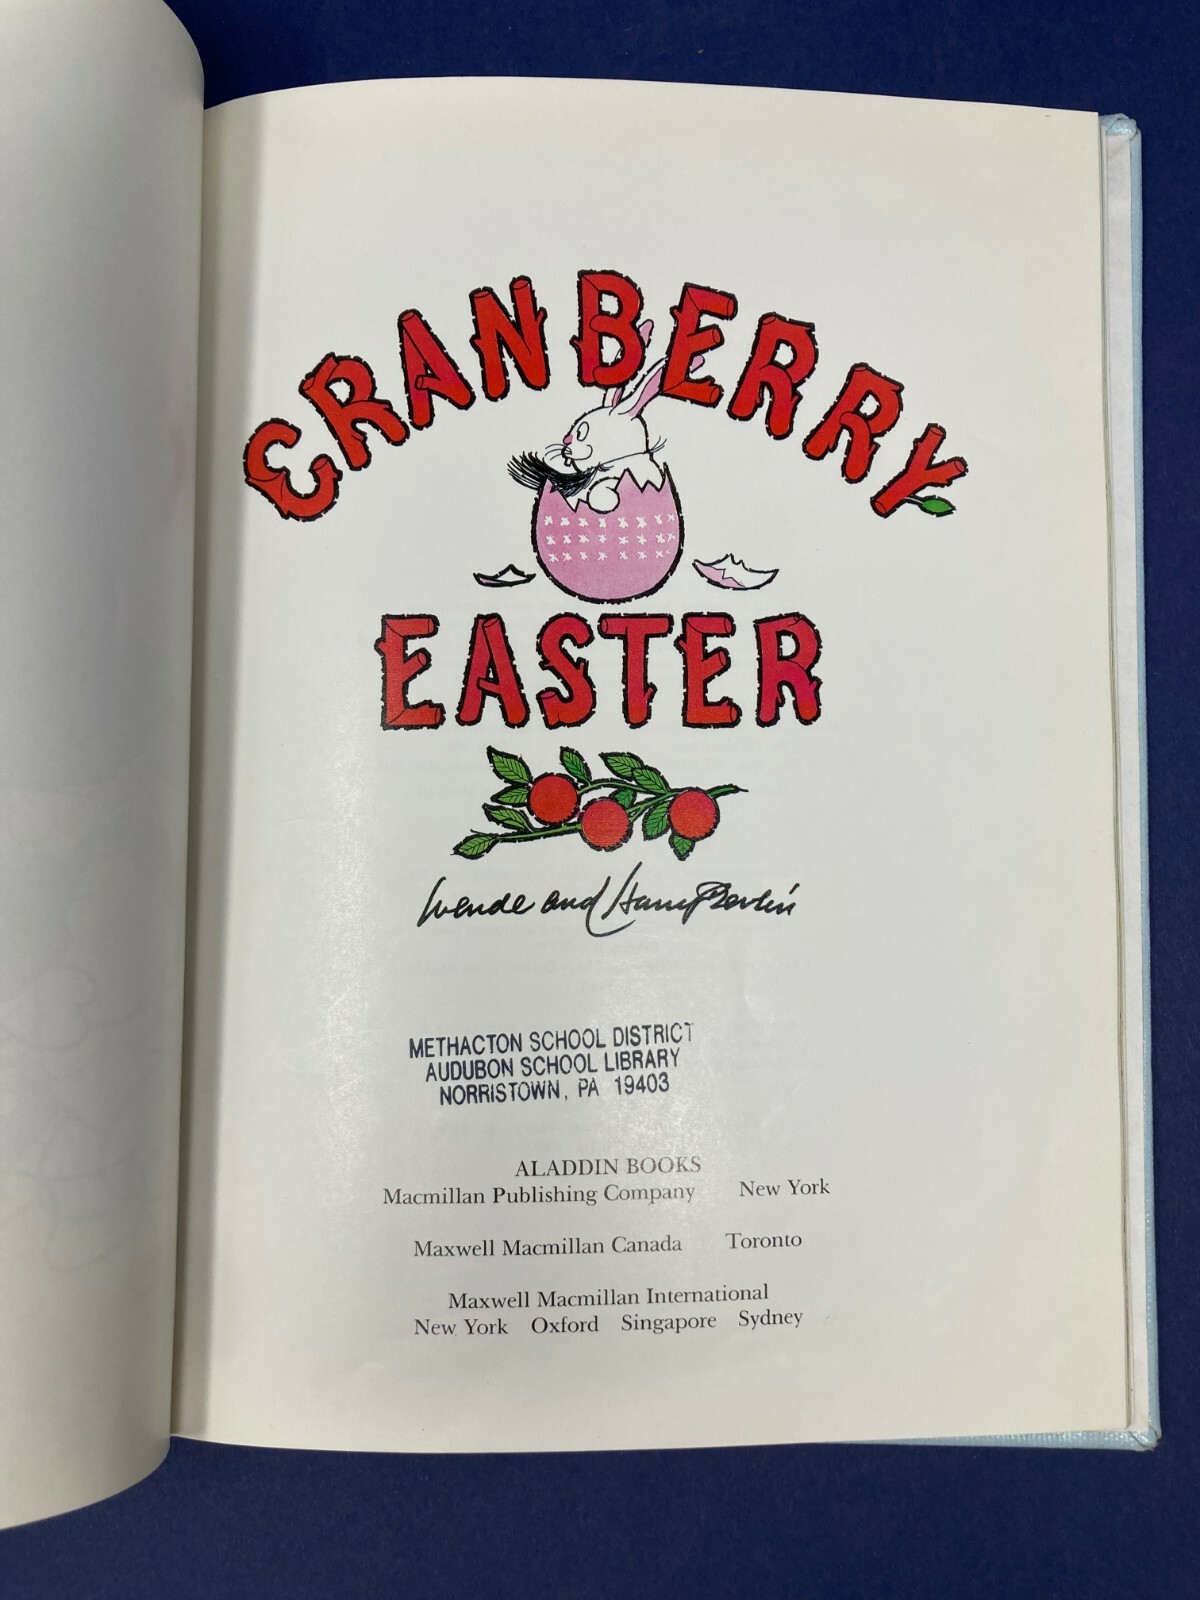 CRANBERRY
EASTER
Wende and Harry Devlin
METHACTON SCHOOL DISTRICT
AUDUBON SCHOOL LIBRARY
NORRISTOWN, PA 19403
ALADDIN BOOKS
Macmillan Publishing Company New York
Maxwell Macmillan Canada Toronto
Maxwell Macmillan International
New York Oxford Singapore Sydney